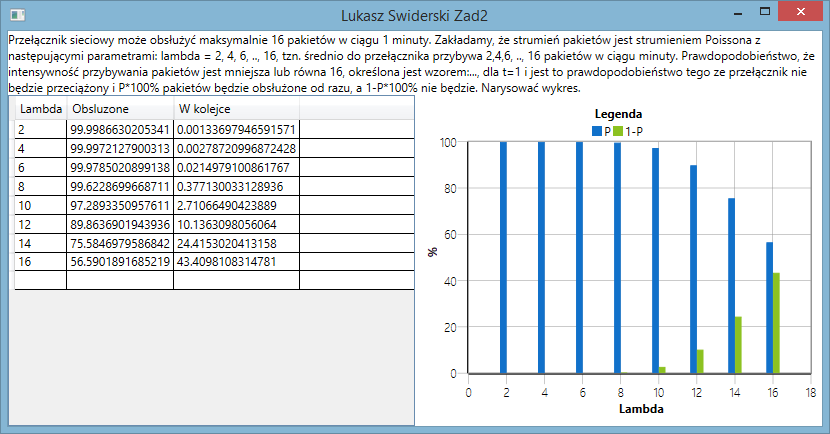 Lukasz Swiderski Zad2
Przełącznik sieciowy może obsłużyć maksymalnie 16 pakietów w ciągu 1 minuty. Zakładamy, że strumień pakietów jest strumieniem Poissona z
następującymi parametrami: lambda = 2, 4, 6, .., 16, tzn. średnio do przełącznika przybywa 2,4,6, .., 16 pakietów w ciągu minuty. Prawdopodobieństwo, że
intensywność przybywania pakietów jest mniejsza lub równa 16, określona jest wzorem:..., dla t=1 i jest to prawdopodobieństwo tego ze przełącznik nie
będzie przeciążony i P*100% pakietów będzie obsłużone od razu, a 1-P*100% nie będzie. Narysować wykres.
Lambda Obsluzone W kolejce
2 99.9986630205341 0.00133697946591571
4 99.9972127900313 0.00278720996872428
6 99.9785020899138 0.0214979100861767
8 99.6228699668711 0.377130033128936
10 97.2893350957611 2.71066490423889
12 89.8636901943936 10.1363098056064
14 75.5846979586842 24.4153020413158
16 56.5901891685219 43.4098108314781
Legenda
P 1-P
100
80
60
40
20
0
%
0 2 4 6 8 10 12 14 16 18
Lambda